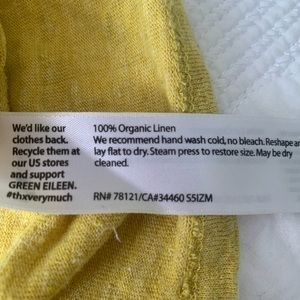 We'd like our
clothes back.
Recycle them at
our US stores
and support
GREEN EILEEN.
#thxverymuch
100% Organic Linen
We recommend hand wash cold, no bleach. Reshape
lay flat to dry. Steam press to restore size. May be dry
cleaned.
RN# 78121/CA#34460 S5IZM